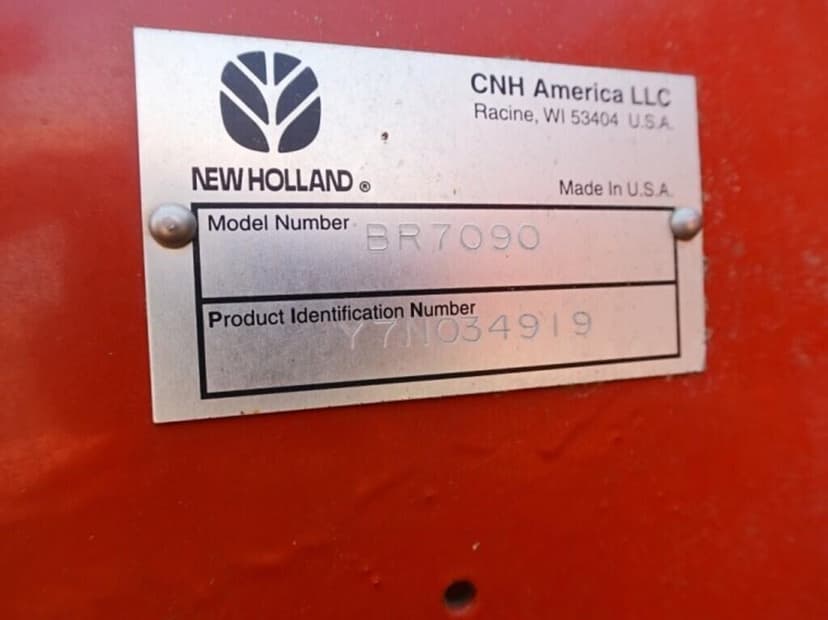 CNH America LLC
Racine, WI 53404 U.S.A.
NEW HOLLAND ®
Made In U.S.A.
Model Number BR7090
Product Identification Number
Y7N034919